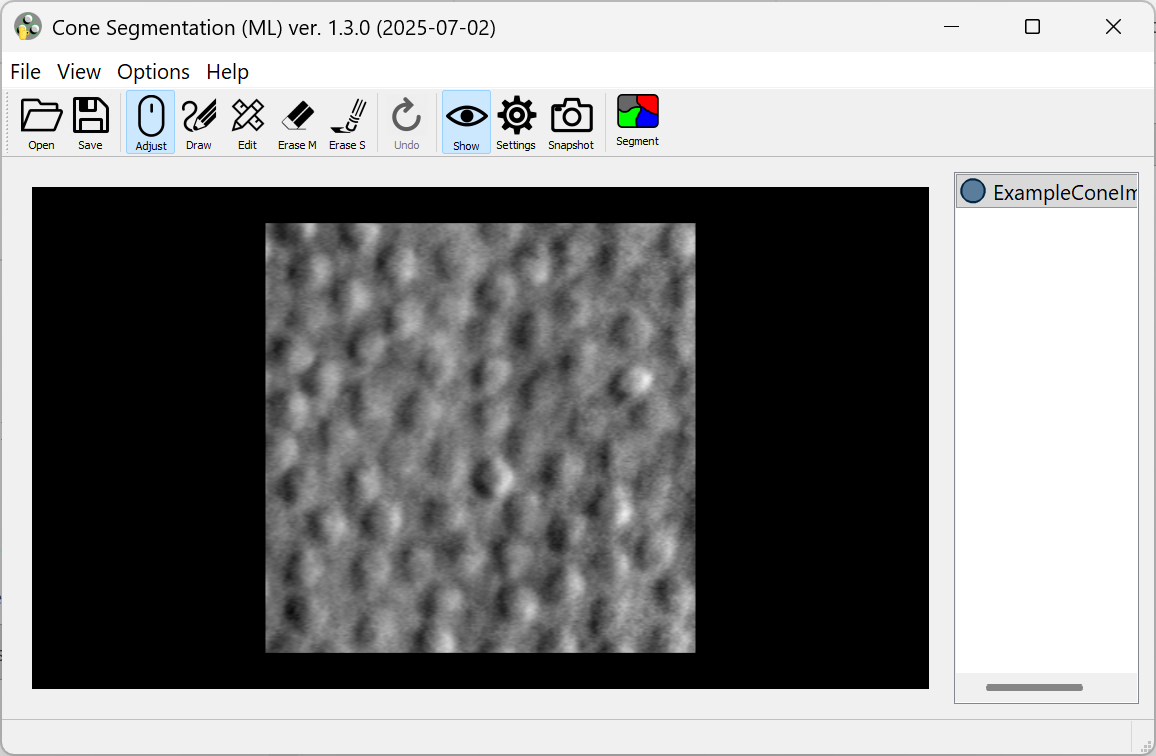 Cone Segmentation (ML) ver. 1.3.0 (2025-07-02)
File View Options Help
Open Save Adjust Draw Edit Erase M Erase S Undo Show Settings Snapshot Segment
ExampleConeIm